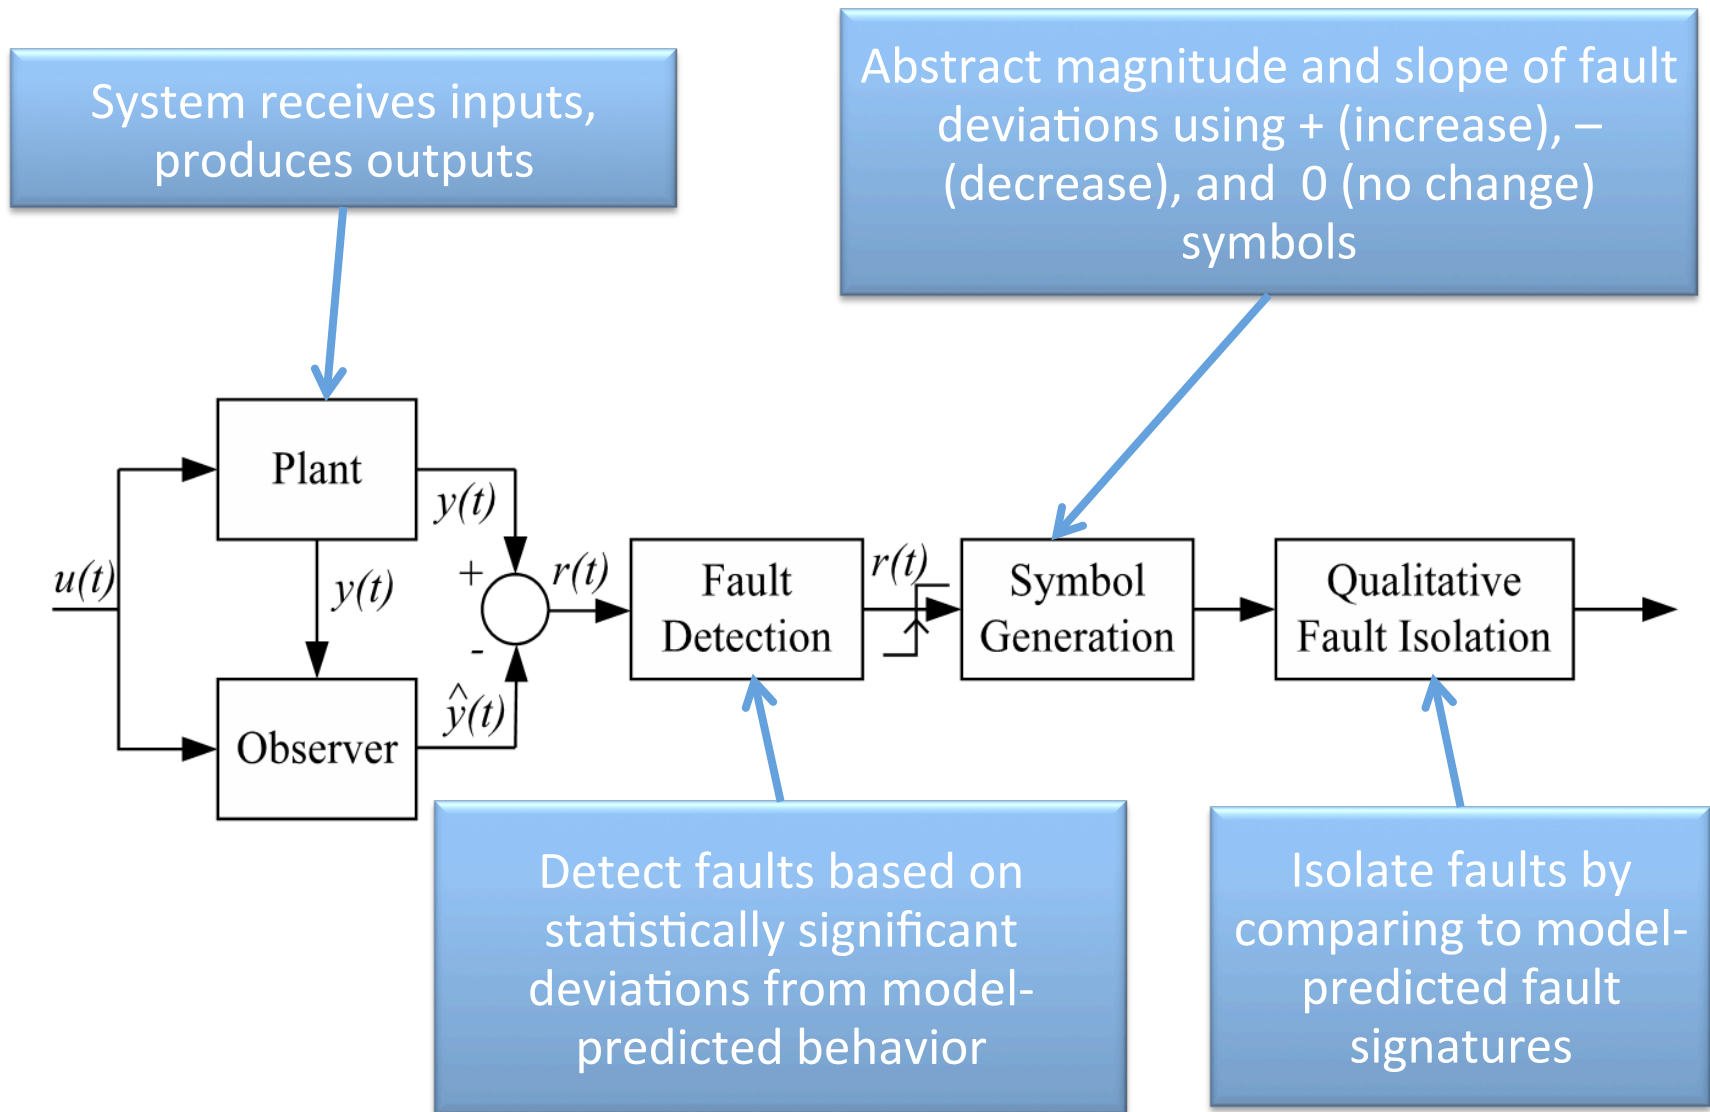 System receives inputs,
produces outputs
Abstract magnitude and slope of fault
deviations using + (increase), –
(decrease), and  0 (no change)
symbols
Plant
y(t)
u(t)
y(t)
+
-
r(t)
Fault
Detection
r(t)
Symbol
Generation
Qualitative
Fault Isolation
Observer
ŷ(t)
Detect faults based on
statistically significant
deviations from model-
predicted behavior
Isolate faults by
comparing to model-
predicted fault
signatures